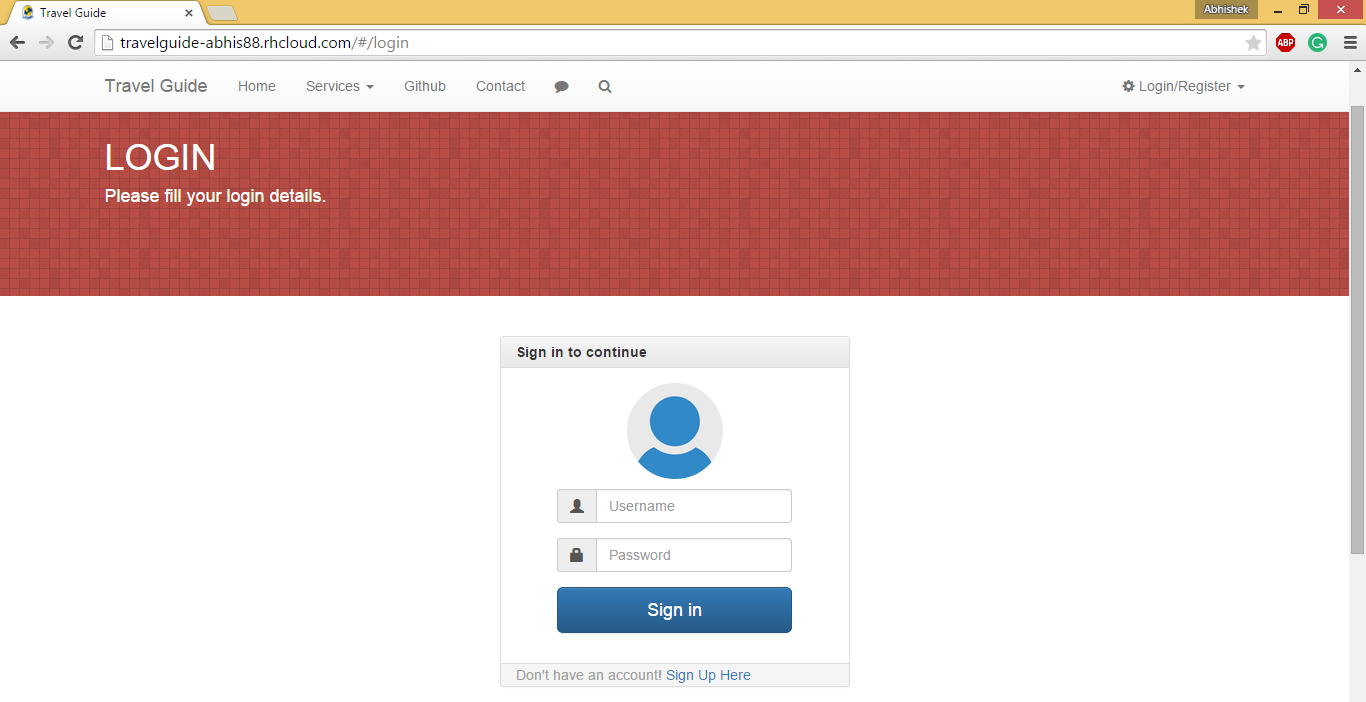 Travel Guide
Abhishek
travelguide-abhis88.rhcloud.com/#/login
ABP
Travel Guide Home Services Github Contact Login/Register
LOGIN
Please fill your login details.
Sign in to continue
Username
Password
Sign in
Don't have an account! Sign Up Here